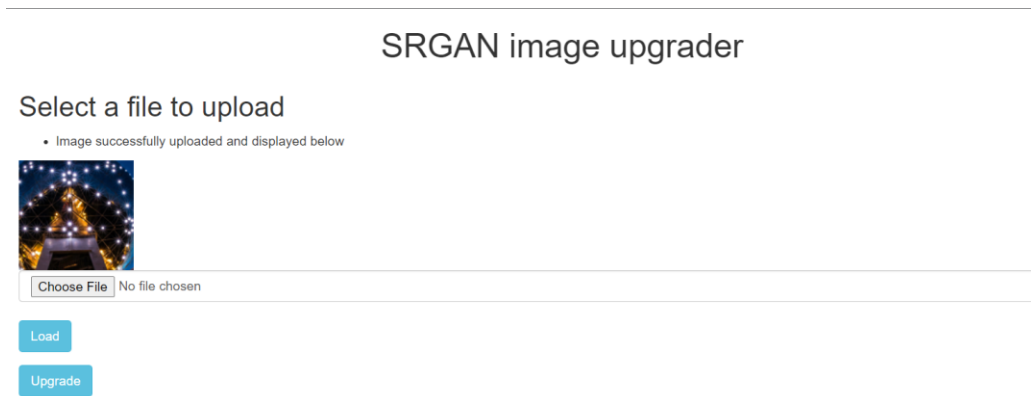 SRGAN image upgrader
Select a file to upload
Image successfully uploaded and displayed below
Choose File No file chosen
Load
Upgrade